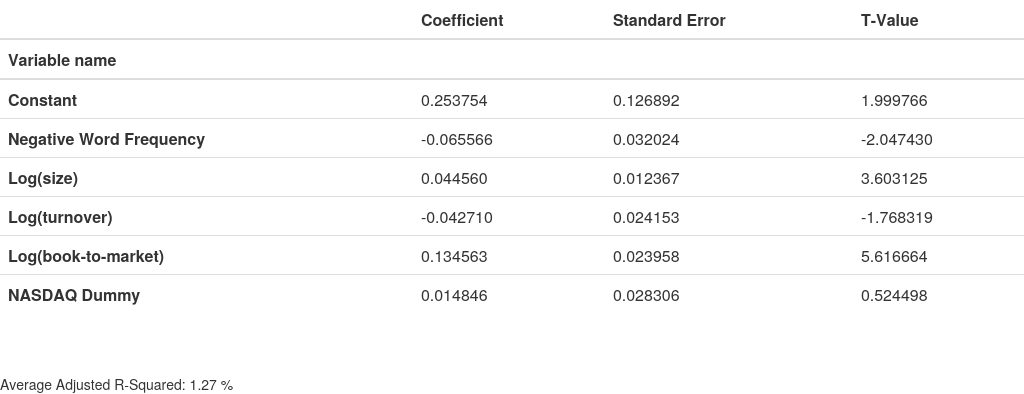 Coefficient Standard Error T-Value
Variable name
Constant 0.253754 0.126892 1.999766
Negative Word Frequency -0.065566 0.032024 -2.047430
Log(size) 0.044560 0.012367 3.603125
Log(turnover) -0.042710 0.024153 -1.768319
Log(book-to-market) 0.134563 0.023958 5.616664
NASDAQ Dummy 0.014846 0.028306 0.524498
Average Adjusted R-Squared: 1.27 %